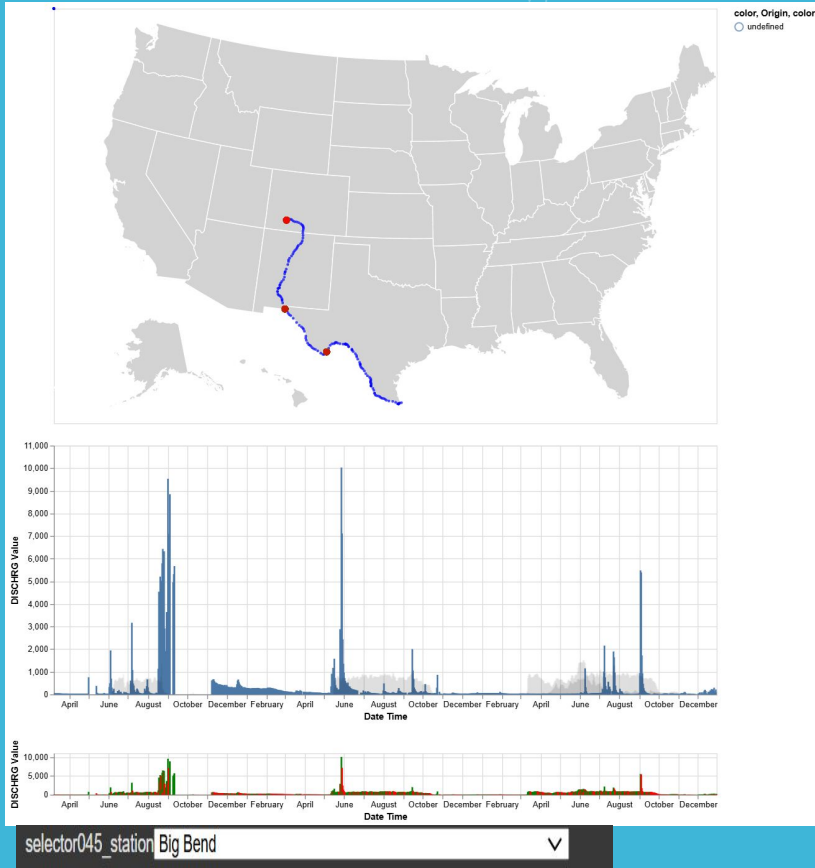 color, Origin, color
undefined
11,000
10,000
9,000
8,000
7,000
6,000
5,000
4,000
3,000
2,000
1,000
0
DISCHRG Value
April June August October December February April June August October December February April June August October December
Date Time
10,000
5,000
0
DISCHRG Value
April June August October December February April June August October December February April June August October December
Date Time
selector045_station Big Bend